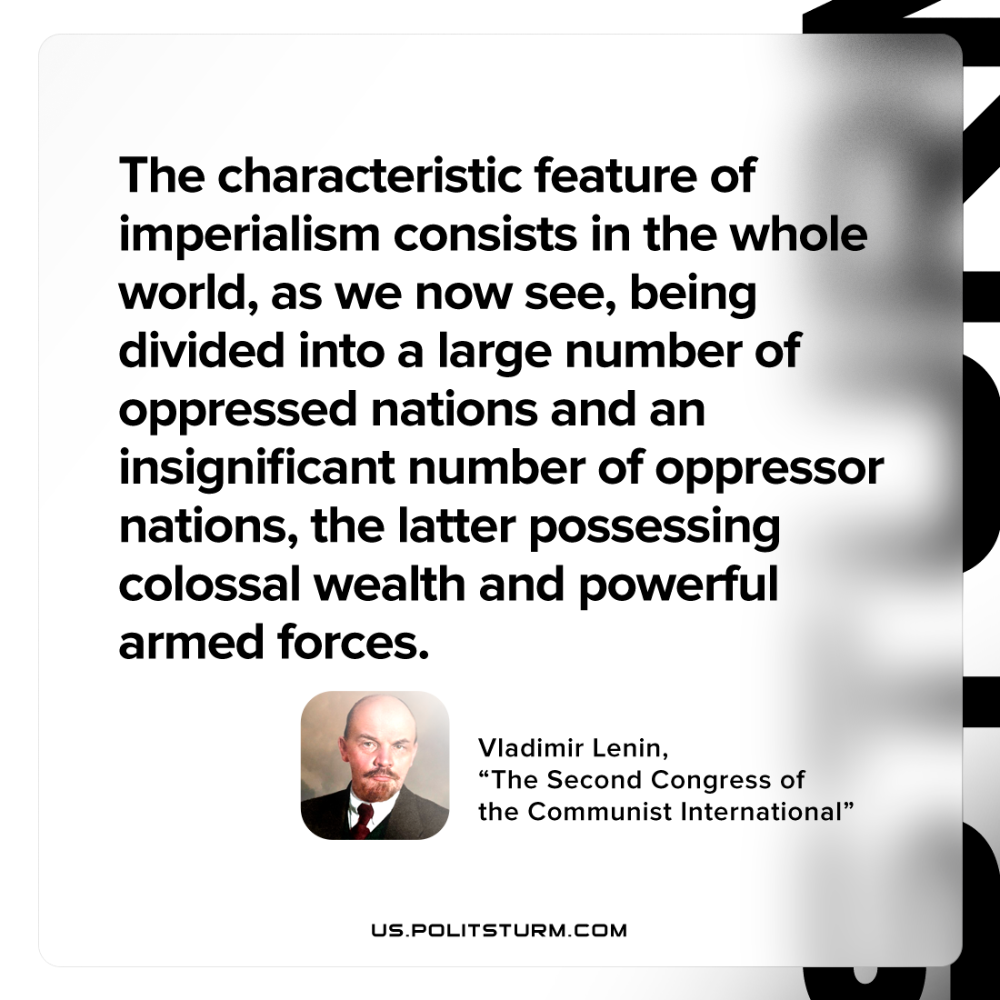 The characteristic feature of
imperialism consists in the whole
world, as we now see, being
divided into a large number of
oppressed nations and an
insignificant number of oppressor
nations, the latter possessing
colossal wealth and powerful
armed forces.
Vladimir Lenin,
“The Second Congress of
the Communist International”
US.POLITSTURM.COM